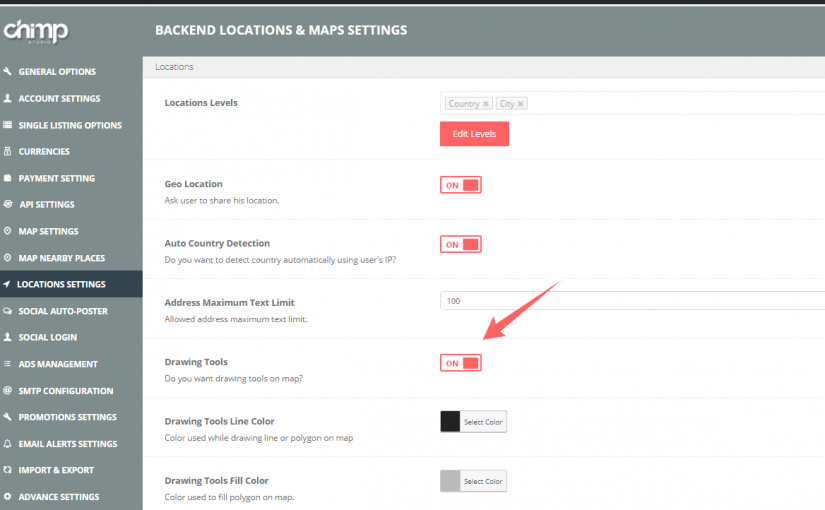 chimp
STUDIO
BACKEND LOCATIONS & MAPS SETTINGS
GENERAL OPTIONS
ACCOUNT SETTINGS
SINGLE LISTING OPTIONS
CURRENCIES
PAYMENT SETTING
API SETTINGS
MAP SETTINGS
MAP NEARBY PLACES
LOCATIONS SETTINGS
SOCIAL AUTO-POSTER
SOCIAL LOGIN
ADS MANAGEMENT
SMTP CONFIGURATION
PROMOTIONS SETTINGS
EMAIL ALERTS SETTINGS
IMPORT & EXPORT
ADVANCE SETTINGS
Locations
Locations Levels
Country × City ×
Edit Levels
Geo Location
Ask user to share his location.
ON
Auto Country Detection
Do you want to detect country automatically using user's IP?
ON
Address Maximum Text Limit
Allowed address maximum text limit.
100
Drawing Tools
Do you want drawing tools on map?
ON
Drawing Tools Line Color
Color used while drawing line or polygon on map
Select Color
Drawing Tools Fill Color
Color used to fill polygon on map.
Select Color